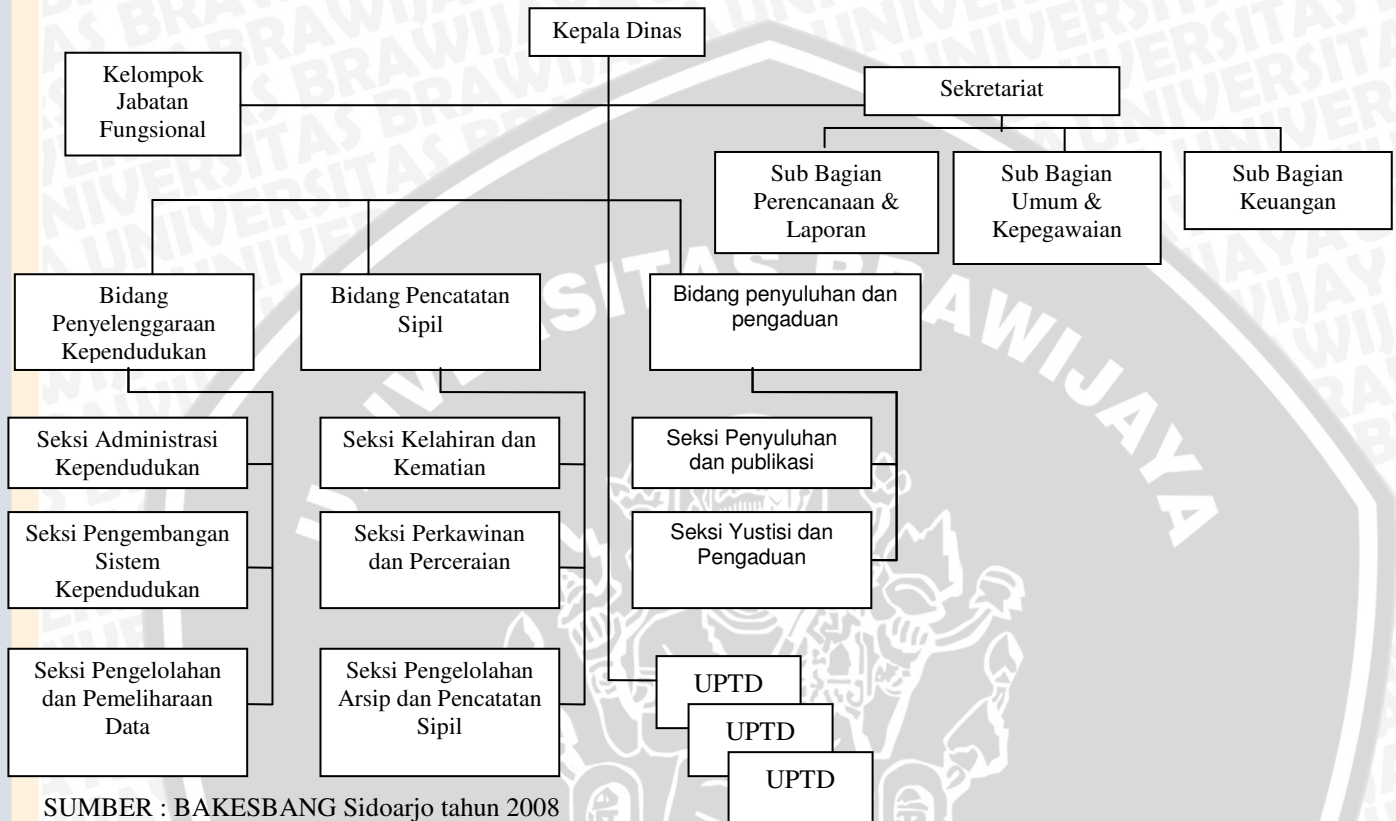 Kepala Dinas
Kelompok
Jabatan
Fungsional
Sekretariat
Sub Bagian
Perencanaan &
Laporan
Sub Bagian
Umum &
Kepegawaian
Sub Bagian
Keuangan
Bidang
Penyelenggaraan
Kependudukan
Bidang Pencatatan
Sipil
Bidang penyuluhan dan
pengaduan
Seksi Administrasi
Kependudukan
Seksi Kelahiran dan
Kematian
Seksi Penyuluhan
dan publikasi
Seksi Pengembangan
Sistem
Kependudukan
Seksi Perkawinan
dan Perceraian
Seksi Yustisi dan
Pengaduan
Seksi Pengelolahan
dan Pemeliharaan
Data
Seksi Pengelolahan
Arsip dan Pencatatan
Sipil
UPTD
UPTD
UPTD
SUMBER : BAKESBANG Sidoarjo tahun 2008
UNIVERSITAS BRAWIJAYA